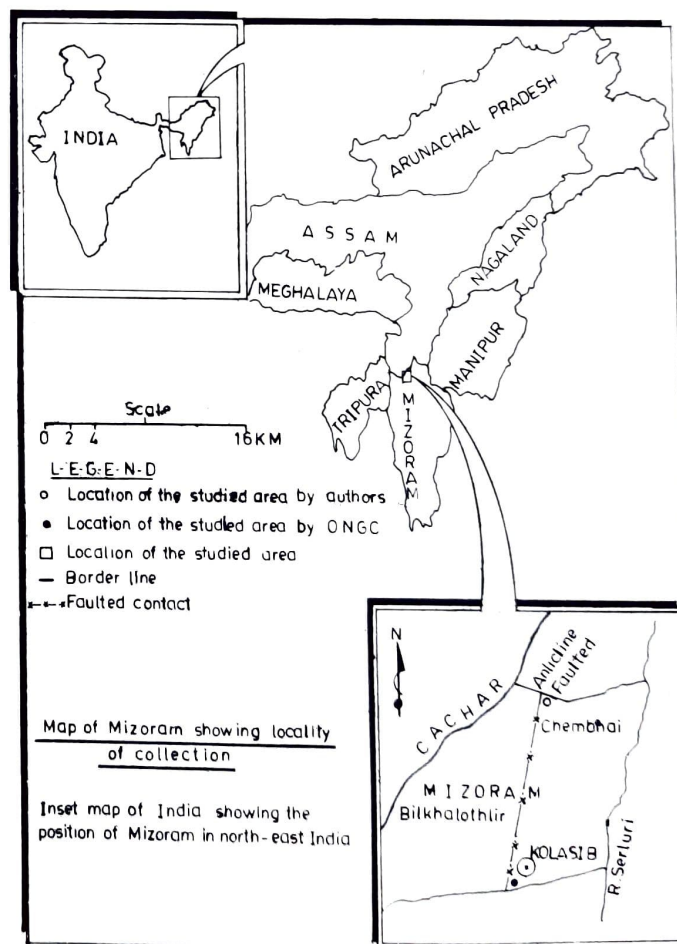 INDIA
ARUNACHAL PRADESH
ASSAM
NAGALAND
MEGHALAYA
MANIPUR
TRIPURA
MIZORAM
Scale
0 2 4 16KM
L-E-G-E-N-D
Location of the studied area by authors
Location of the studied area by ONGC
Location of the studied area
Border line
Faulted contact
Map of Mizoram showing locality
of collection
Inset map of India showing the
position of Mizoram in north-east India
N
CACHAR
Anticline
Faulted
Chembhai
MIZORAM
Bilkhalothlir
KOLASIB
R. Serluri